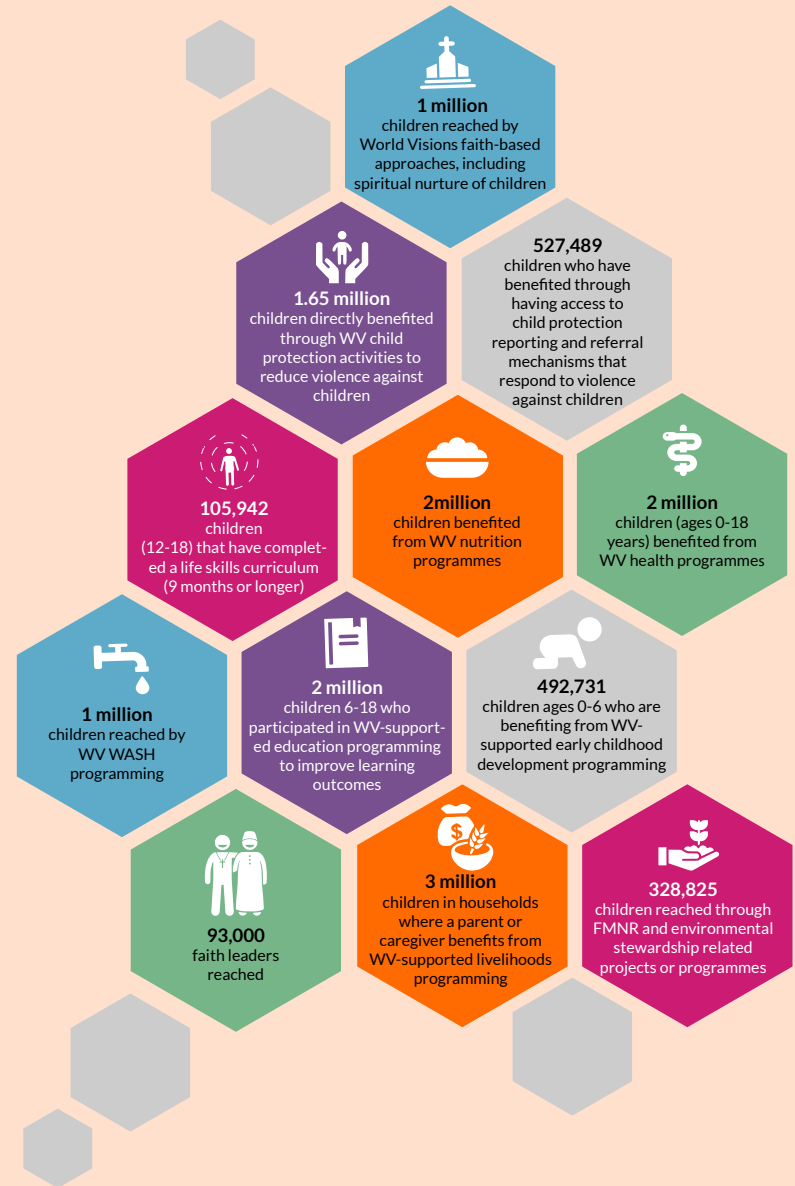 1 million
children reached by
World Visions faith-based
approaches, including
spiritual nurture of children
1.65 million
children directly benefited
through WV child
protection activities to
reduce violence against
children
527,489
children who have
benefited through
having access to
child protection
reporting and referral
mechanisms that
respond to violence
against children
105,942
children
(12-18) that have complet-
ed a life skills curriculum
(9 months or longer)
2million
children benefited
from WV nutrition
programmes
2 million
children (ages 0-18
years) benefited from
WV health programmes
1 million
children reached by
WV WASH
programming
2 million
children 6-18 who
participated in WV-support-
ed education programming
to improve learning
outcomes
492,731
children ages 0-6 who are
benefiting from WV-
supported early childhood
development programming
93,000
faith leaders
reached
$
3 million
children in households
where a parent or
caregiver benefits from
WV-supported livelihoods
programming
328,825
children reached through
FMNR and environmental
stewardship related
projects or programmes